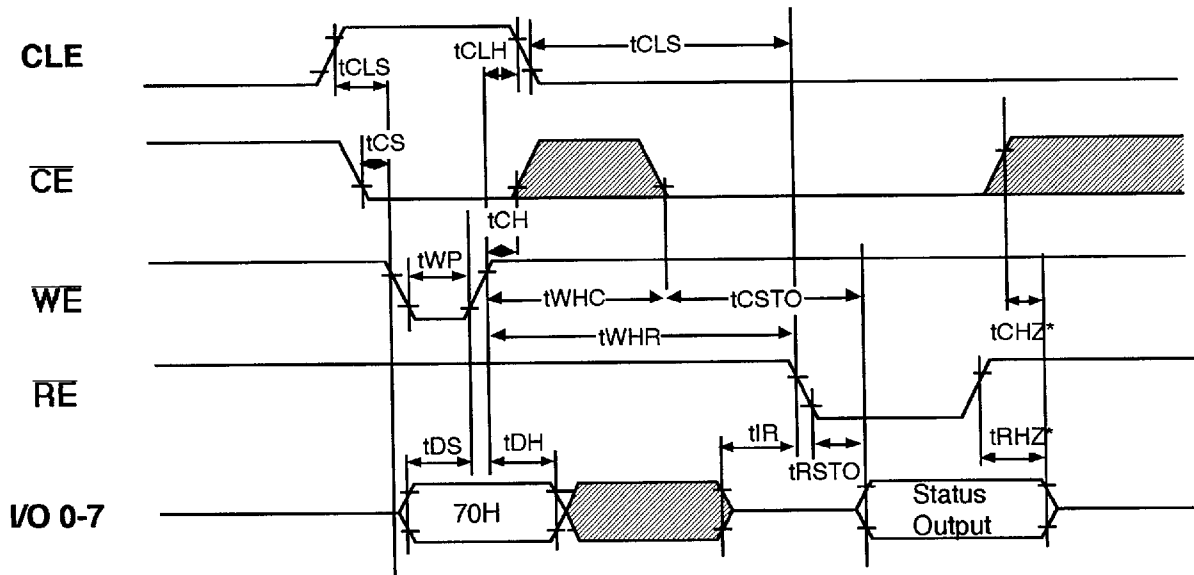 CLE
tCLS
tCLH
tCLS
CE
tCS
tCH
WE
tWP
tWHC
tCSTO
tWHR
tCHZ*
RE
tDS
tDH
tIR
tRSTO
tRHZ*
I/O 0-7
70H
Status
Output